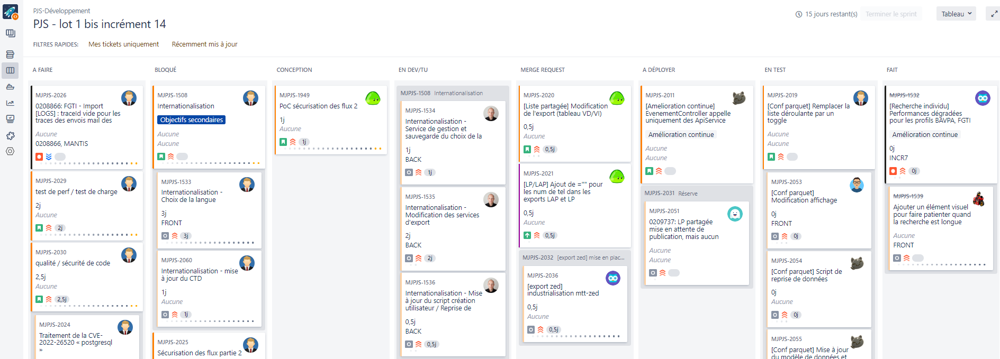 PJS-Développement
PJS - lot 1 bis incrément 14
15 jours restant(s)
Terminer le sprint
Tableau
FILTRES RAPIDES:
Mes tickets uniquement
Récemment mis à jour
A FAIRE
BLOQUÉ
CONCEPTION
EN DEV/TU
MERGE REQUEST
A DÉPLOYER
EN TEST
FAIT
MJPJS-2026
0208866: FGTI - Import
[LOGS] : traceId vide pour les
traces des envois mail des
Aucune
0208866, MANTIS
MJPJS-2029
test de perf / test de charge
2j
Aucune
2j
MJPJS-2030
qualité / sécurité de code
2,5j
Aucune
2,5j
MJPJS-2024
Traitement de la CVE-
2022-26520 « postgresql
»
MJPJS-1508
Internationalisation
Objectifs secondaires
Aucune
Aucune
MJPJS-1533
Internationalisation -
Choix de la langue
3j
FRONT
3j
MJPJS-2060
Internationalisation - mise
à jour du CTD
1j
Aucune
1j
MJPJS-2025
Sécurisation des flux partie 2
MJPJS-1949
PoC sécurisation des flux 2
1j
Aucune
1j
MJPJS-1508 Internationalisation
MJPJS-1534
Internationalisation -
Service de gestion et
sauvegarde du choix de la
1j
BACK
1j
MJPJS-1535
Internationalisation -
Modification des services
d'export
2j
BACK
2j
MJPJS-1536
Internationalisation - Mise
à jour du script création
utilisateur / Reprise de
0,5j
BACK
0,5j
MJPJS-2020
[Liste partagée] Modification
de l'export (tableau VD/VI)
0,5j
Aucune
0,5j
MJPJS-2021
[LP/LAP] Ajout de ="" pour
les num de tel dans les
exports LAP et LP
0,5j
Aucune
0,5j
MJPJS-2032 [export zed] mise en plac...
MJPJS-2036
[export zed]
industrialisation mtt-zed
0,5j
Aucune
0,5j
MJPJS-2011
[Amelioration continue]
EvenementController appelle
uniquement des ApiService
Amélioration continue
Aucune
Aucune
MJPJS-2031 Réserve
MJPJS-2051
0209737: LP partagée
mise en attente de
publication, mais aucun
Aucune
Aucune
MJPJS-2019
[Conf parquet] Remplacer la
liste déroulante par un
toggle
Aucune
Aucune
MJPJS-2053
[Conf parquet]
Modification affichage
0j
FRONT
0j
MJPJS-2054
[Conf parquet] Script de
reprise de données
0j
Aucune
0j
MJPJS-2055
[Conf parquet] Mise à jour
du modèle de données et
MJPJS-1532
[Recherche individu]
Performances dégradées
pour les profils BAVPA, FGTI
Amélioration continue
0j
INCR7
0j
MJPJS-1539
Ajouter un élément visuel
pour faire patienter quand
la recherche est longue
Aucune
FRONT